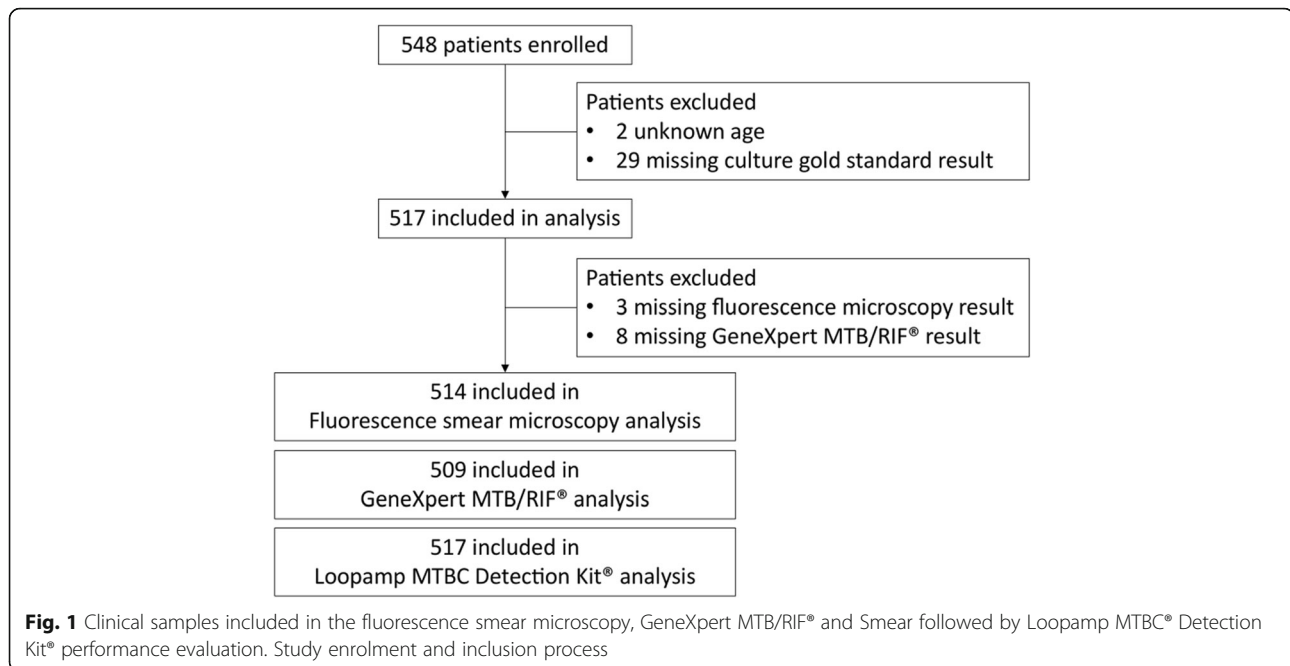 548 patients enrolled
Patients excluded
• 2 unknown age
• 29 missing culture gold standard result
517 included in analysis
Patients excluded
• 3 missing fluorescence microscopy result
• 8 missing GeneXpert MTB/RIF® result
514 included in
Fluorescence smear microscopy analysis
509 included in
GeneXpert MTB/RIF® analysis
517 included in
Loopamp MTBC Detection Kit® analysis
Fig. 1 Clinical samples included in the fluorescence smear microscopy, GeneXpert MTB/RIF® and Smear followed by Loopamp MTBC® Detection
Kit® performance evaluation. Study enrolment and inclusion process